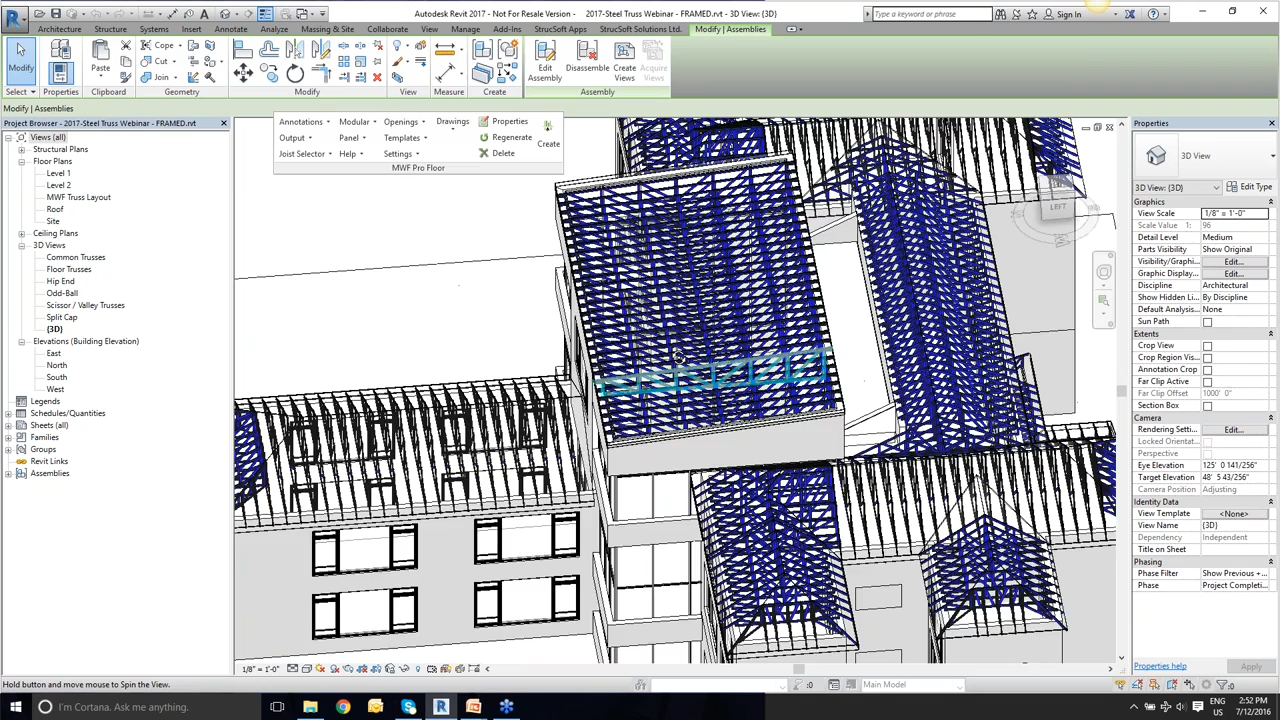 Autodesk Revit 2017 - Not For Resale Version - 2017-Steel Truss Webinar - FRAMED.rvt - 3D View: {3D}
Type a keyword or phrase
Sign In
Architecture Structure Systems Insert Annotate Analyze Massing & Site Collaborate View Manage Add-Ins StrucSoft Apps StrucSoft Solutions Ltd. Modify | Assemblies
Modify
Paste
Cope
Cut
Join
Edit Assembly
Disassemble
Create Views
Acquire Views
Select Properties Clipboard Geometry Modify View Measure Create Assembly
Modify | Assemblies
Project Browser - 2017-Steel Truss Webinar - FRAMED.rvt
Views (all)
Structural Plans
Floor Plans
Level 1
Level 2
MWF Truss Layout
Roof
Site
Ceiling Plans
3D Views
Common Trusses
Floor Trusses
Hip End
Odd-Ball
Scissor / Valley Trusses
Split Cap
{3D}
Elevations (Building Elevation)
East
North
South
West
Legends
Schedules/Quantities
Sheets (all)
Families
Groups
Revit Links
Assemblies
Annotations Modular Openings Drawings Properties
Output Panel Templates Regenerate Create
Joist Selector Help Settings Delete
MWF Pro Floor
LEFT
Properties
3D View
3D View: {3D} Edit Type
Graphics
View Scale 1/8" = 1'-0"
Scale Value 1: 96
Detail Level Medium
Parts Visibility Show Original
Visibility/Graphi... Edit...
Graphic Display... Edit...
Discipline Architectural
Show Hidden Li... By Discipline
Default Analysis... None
Sun Path
Extents
Crop View
Crop Region Vis...
Annotation Crop
Far Clip Active
Far Clip Offset 1000' 0"
Section Box
Camera
Rendering Setti... Edit...
Locked Orientat...
Perspective
Eye Elevation 125' 0 141/256"
Target Elevation 48' 5 43/256"
Camera Position Adjusting
Identity Data
View Template <None>
View Name {3D}
Dependency Independent
Title on Sheet
Phasing
Phase Filter Show Previous + ...
Phase Project Completi...
Properties help Apply
1/8" = 1'-0"
Hold button and move mouse to Spin the View.
:0
Main Model
:0
I'm Cortana. Ask me anything.
ENG 2:52 PM
US 7/12/2016